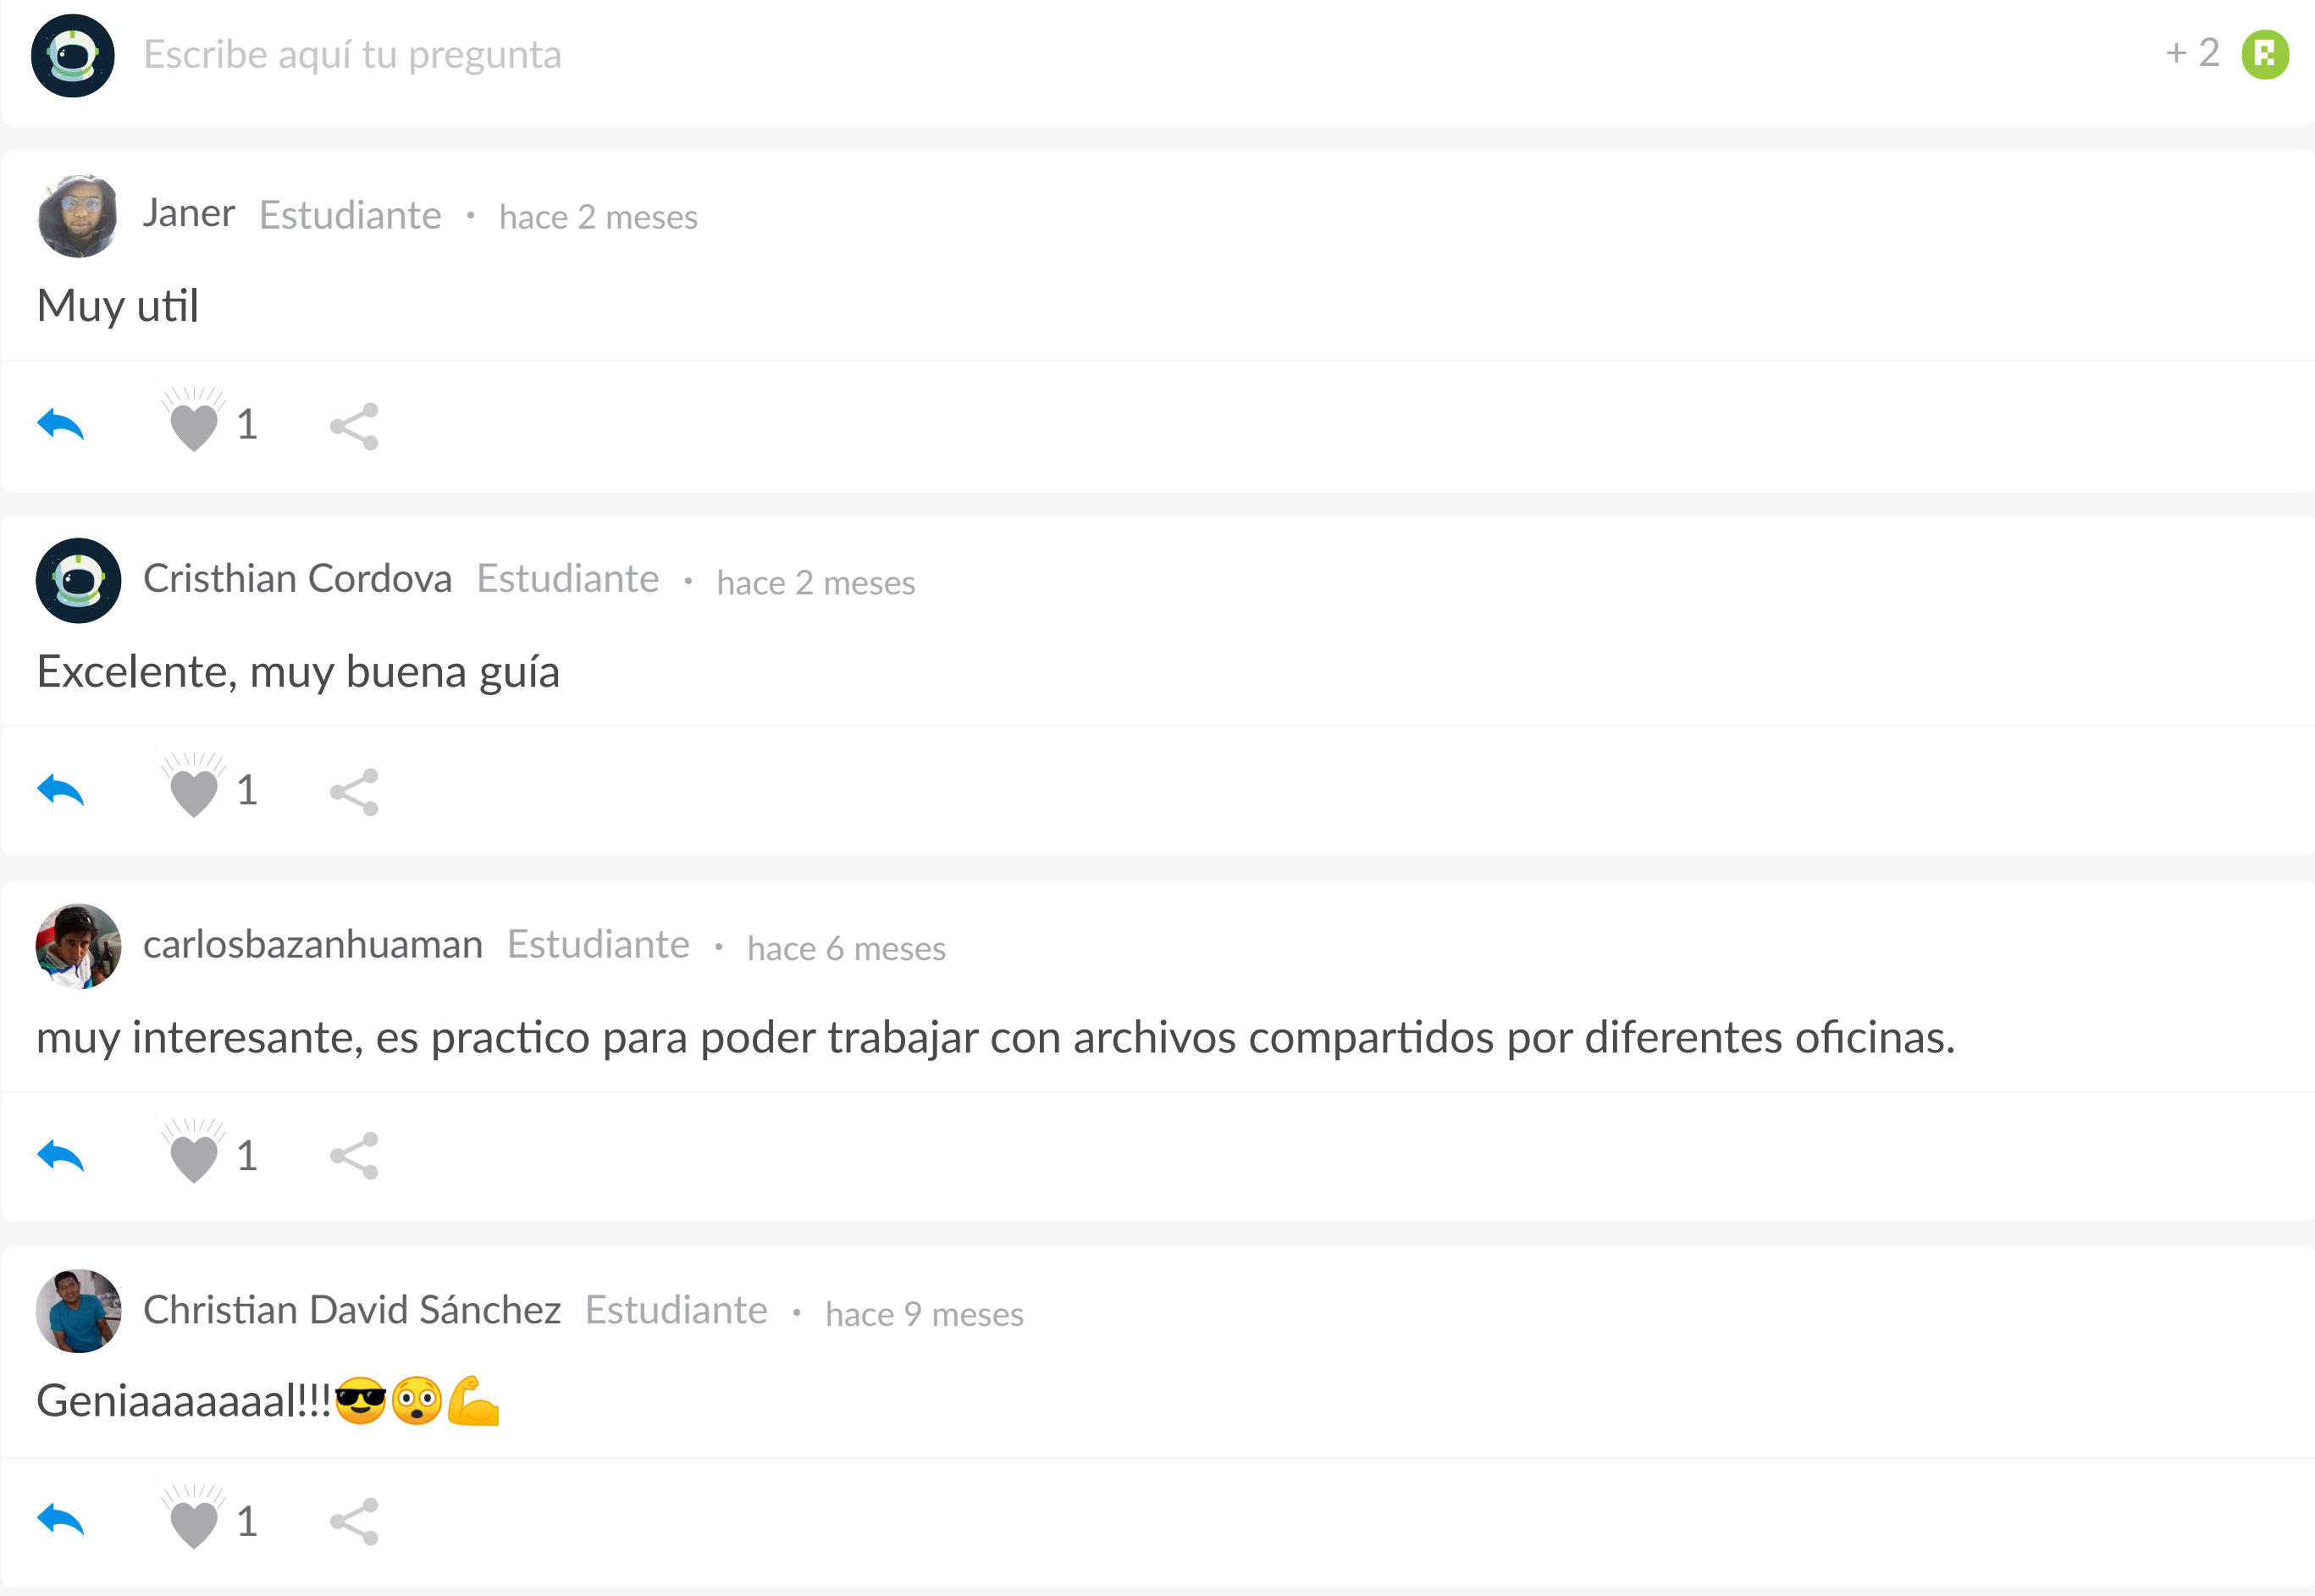 Escribe aquí tu pregunta + 2
Janer Estudiante • hace 2 meses
Muy util
1
Cristhian Cordova Estudiante • hace 2 meses
Excelente, muy buena guía
1
carlosbazanhuaman Estudiante • hace 6 meses
muy interesante, es practico para poder trabajar con archivos compartidos por diferentes oficinas.
1
Christian David Sánchez Estudiante • hace 9 meses
Geniaaaaaaal!!!😎😳💪
1